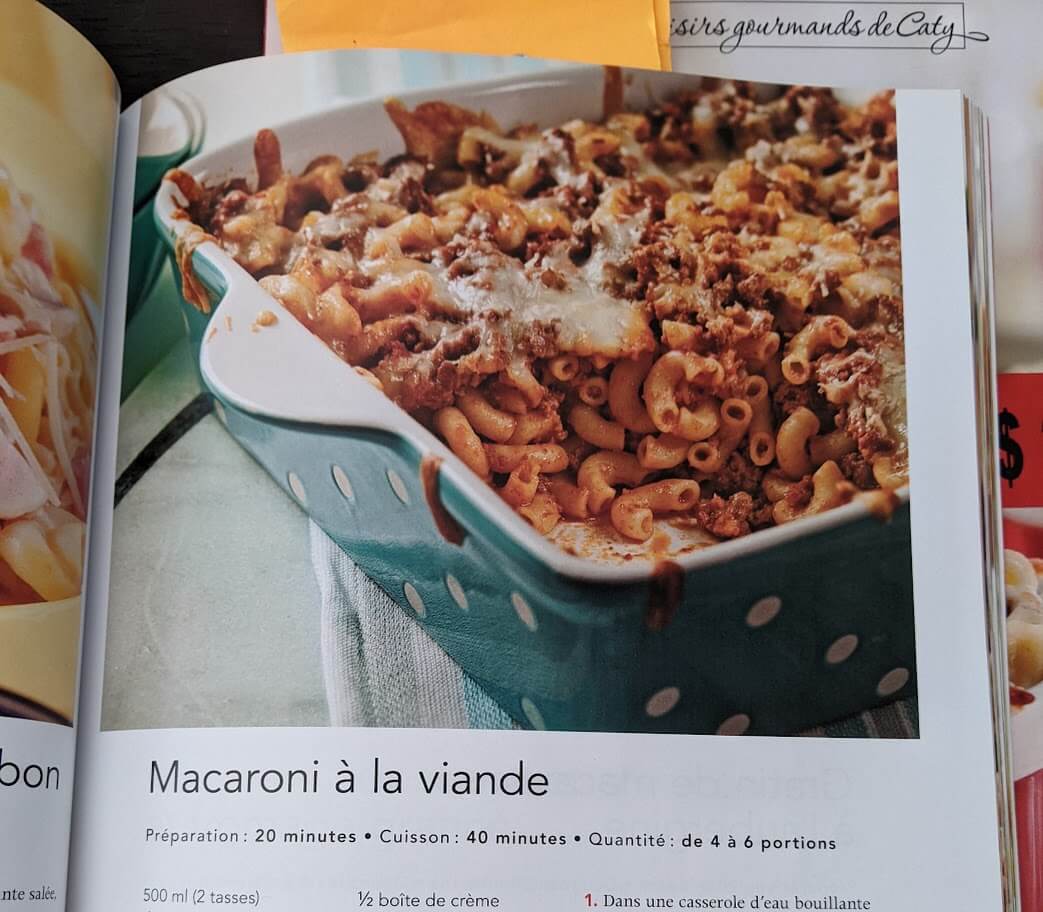 isirs gourmands de Caty
$
bon
nte salée.
Macaroni à la viande
Préparation : 20 minutes • Cuisson : 40 minutes • Quantité : de 4 à 6 portions
500 ml (2 tasses)
½ boîte de crème
1. Dans une casserole d'eau bouillante